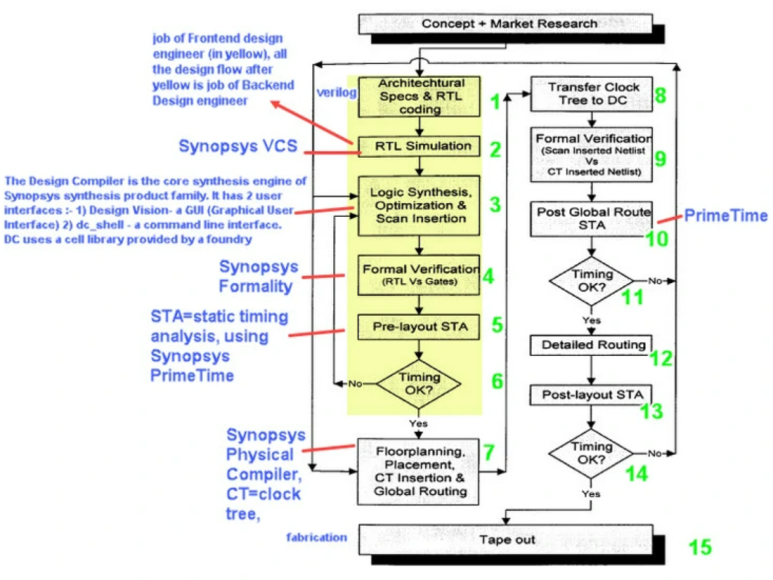 Concept + Market Research
job of Frontend design
engineer (in yellow), all
the design flow after
yellow is job of Backend
Design engineer
verilog
Architechtural
Specs & RTL
coding
1
Synopsys VCS
RTL Simulation
2
The Design Compiler is the core synthesis engine of
Synopsys synthesis product family. It has 2 user
interfaces :- 1) Design Vision- a GUI (Graphical User
Interface) 2) dc_shell - a command line interface.
DC uses a cell library provided by a foundry
Logic Synthesis,
Optimization &
Scan Insertion
3
Synopsys
Formality
Formal Verification
(RTL Vs Gates)
4
STA=static timing
analysis, using
Synopsys
PrimeTime
Pre-layout STA
5
Timing
OK?
6
No
Yes
Synopsys
Physical
Compiler,
CT=clock
tree,
Floorplanning,
Placement,
CT Insertion &
Global Routing
7
Transfer Clock
Tree to DC
8
Formal Verification
(Scan Inserted Netlist
Vs
CT Inserted Netlist)
9
Post Global Route
STA
10
PrimeTime
Timing
OK?
11
No
Yes
Detailed Routing
12
Post-layout STA
13
Timing
OK?
14
No
Yes
fabrication
Tape out
15